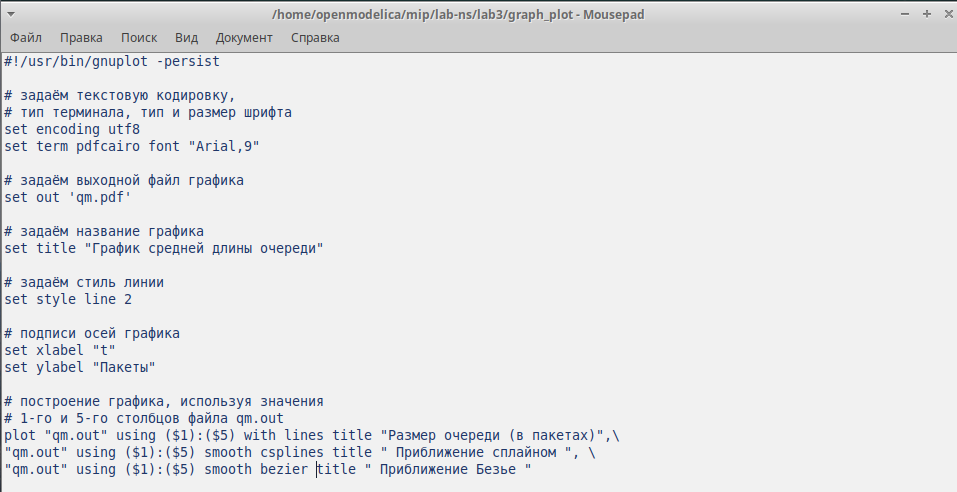 /home/openmodelica/mip/lab-ns/lab3/graph_plot - Mousepad
Файл Правка Поиск Вид Документ Справка
#!/usr/bin/gnuplot -persist
# задаём текстовую кодировку,
# тип терминала, тип и размер шрифта
set encoding utf8
set term pdfcairo font "Arial,9"
# задаём выходной файл графика
set out 'qm.pdf'
# задаём название графика
set title "График средней длины очереди"
# задаём стиль линии
set style line 2
# подписи осей графика
set xlabel "t"
set ylabel "Пакеты"
# построение графика, используя значения
# 1-го и 5-го столбцов файла qm.out
plot "qm.out" using ($1):($5) with lines title "Размер очереди (в пакетах)",\
"qm.out" using ($1):($5) smooth csplines title " Приближение сплайном ", \
"qm.out" using ($1):($5) smooth bezier title " Приближение Безье "